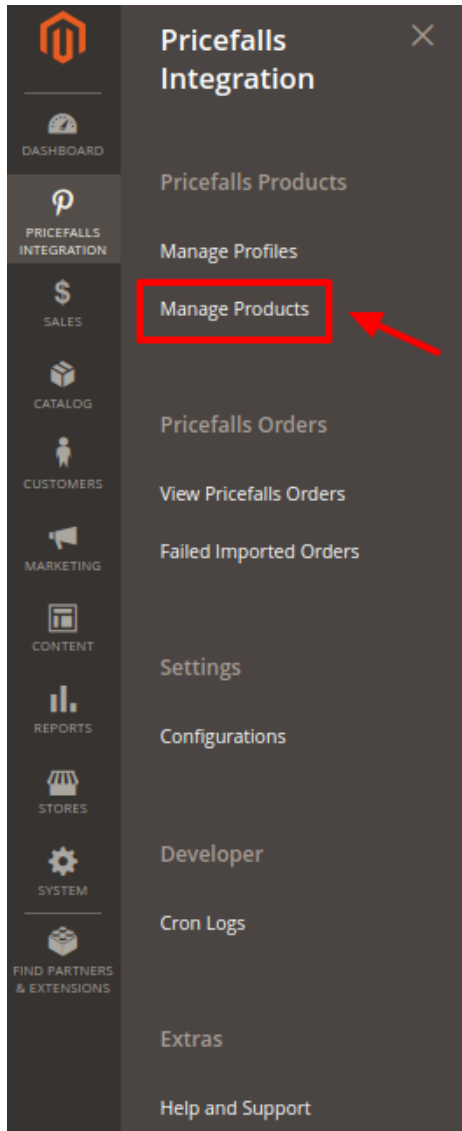 DASHBOARD
PRICEFALLS
INTEGRATION
SALES
CATALOG
CUSTOMERS
MARKETING
CONTENT
REPORTS
STORES
SYSTEM
FIND PARTNERS
& EXTENSIONS
Pricefalls
Integration
Pricefalls Products
Manage Profiles
Manage Products
Pricefalls Orders
View Pricefalls Orders
Failed Imported Orders
Settings
Configurations
Developer
Cron Logs
Extras
Help and Support